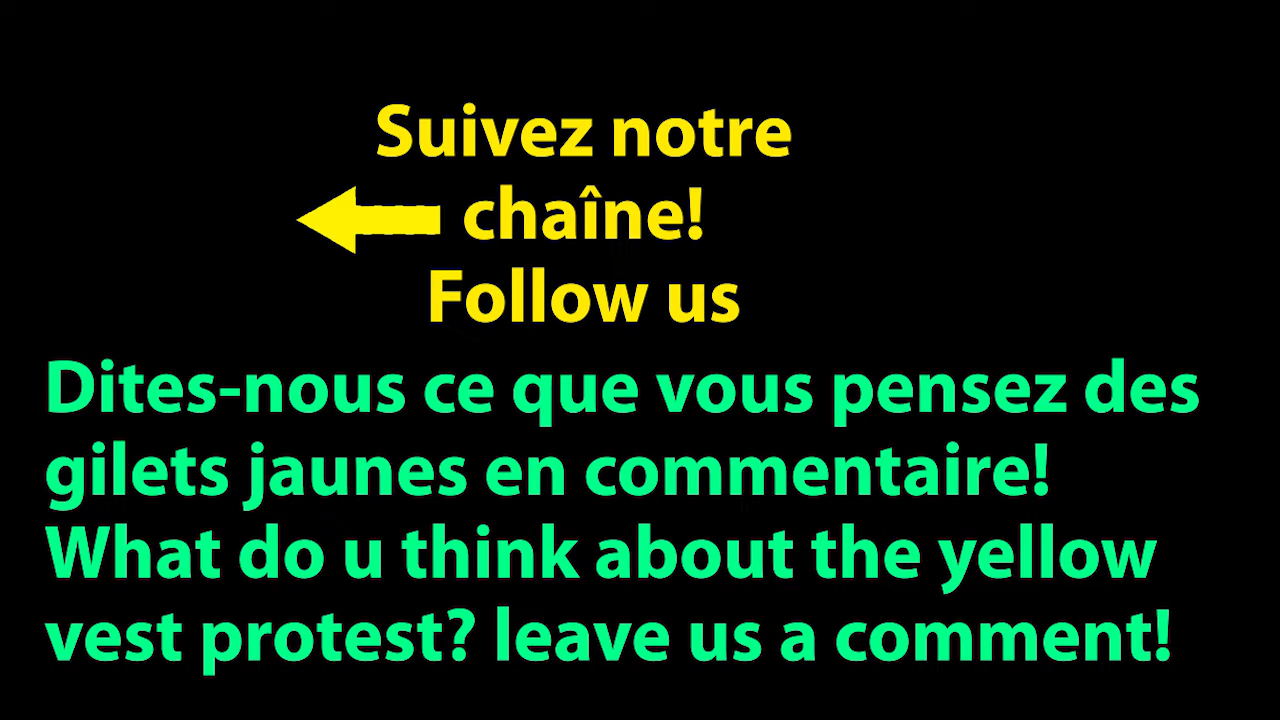 Suivez notre
chaîne!
Follow us
Dites-nous ce que vous pensez des
gilets jaunes en commentaire!
What do u think about the yellow
vest protest? leave us a comment!